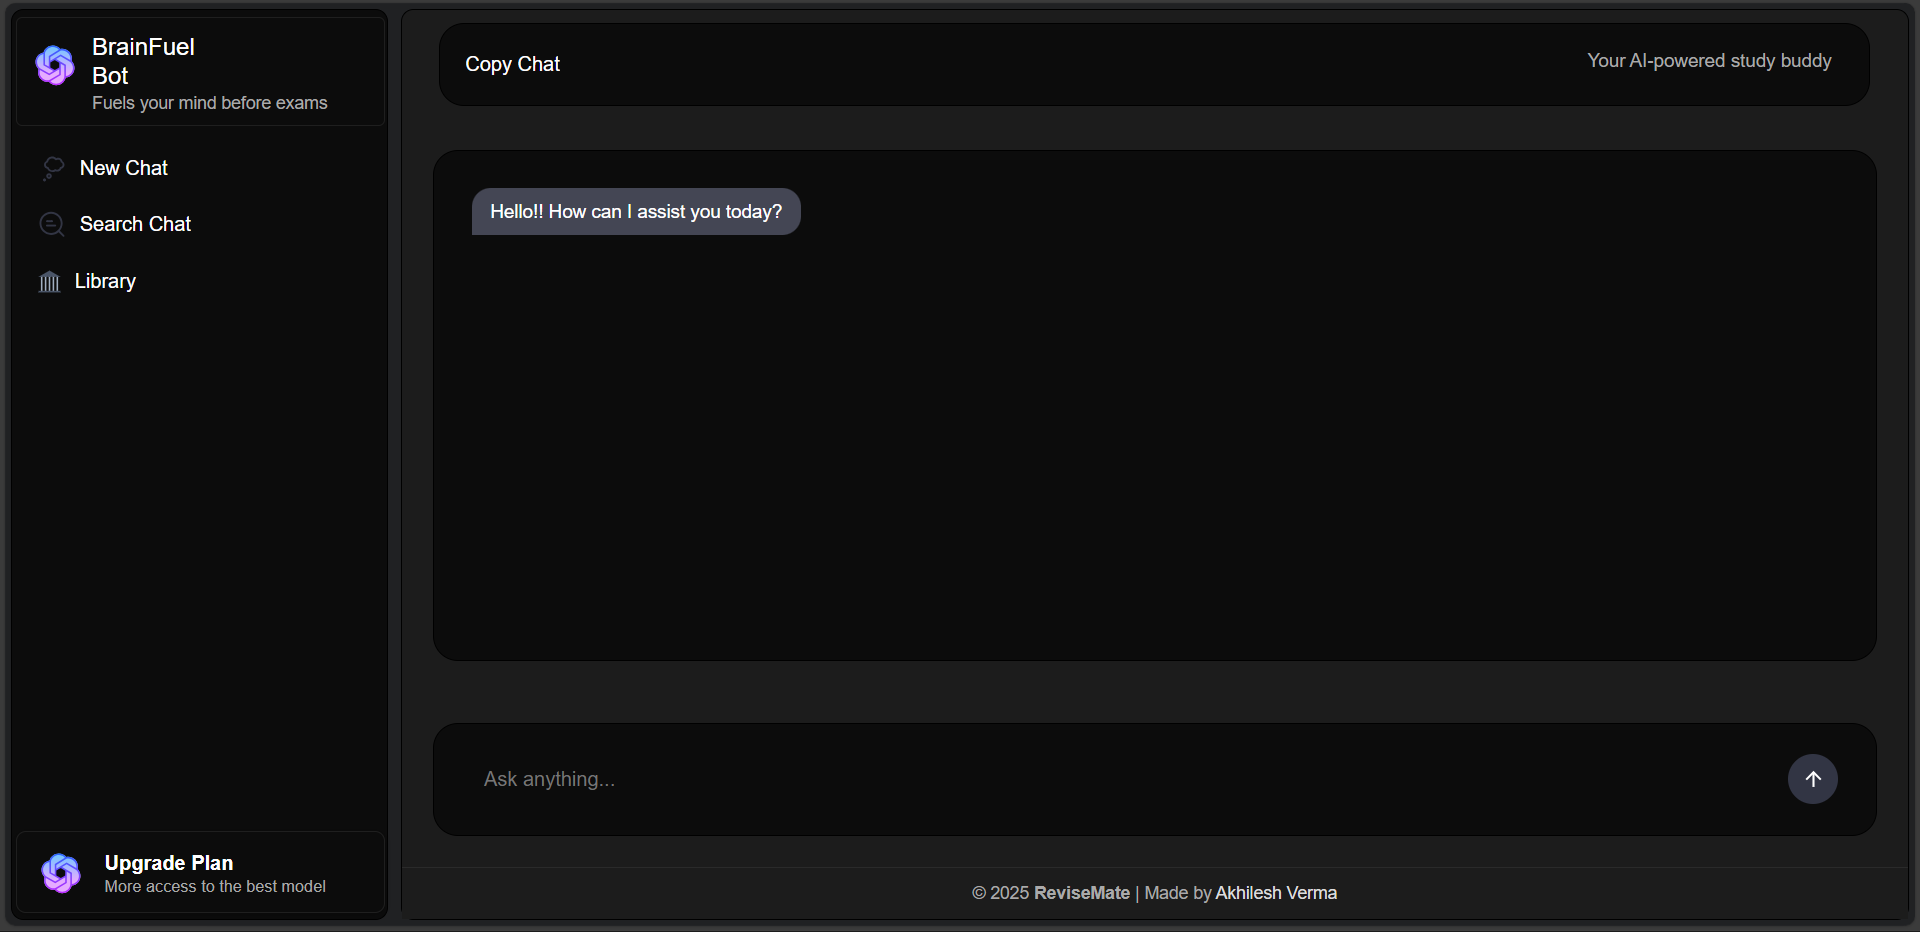 BrainFuel
Bot
Fuels your mind before exams
New Chat
Search Chat
Library
Upgrade Plan
More access to the best model
Copy Chat
Your AI-powered study buddy
Hello!! How can I assist you today?
Ask anything...
© 2025 ReviseMate | Made by Akhilesh Verma